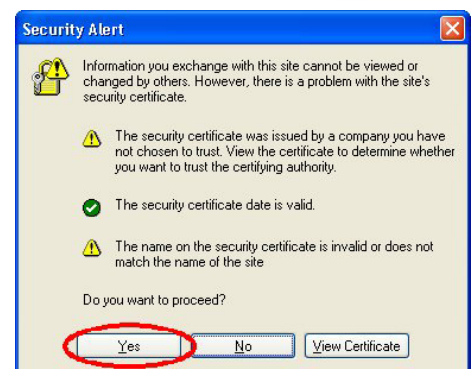 Security Alert
Information you exchange with this site cannot be viewed or
changed by others. However, there is a problem with the site's
security certificate.
The security certificate was issued by a company you have
not chosen to trust. View the certificate to determine whether
you want to trust the certifying authority.
The security certificate date is valid.
The name on the security certificate is invalid or does not
match the name of the site
Do you want to proceed?
Yes No View Certificate